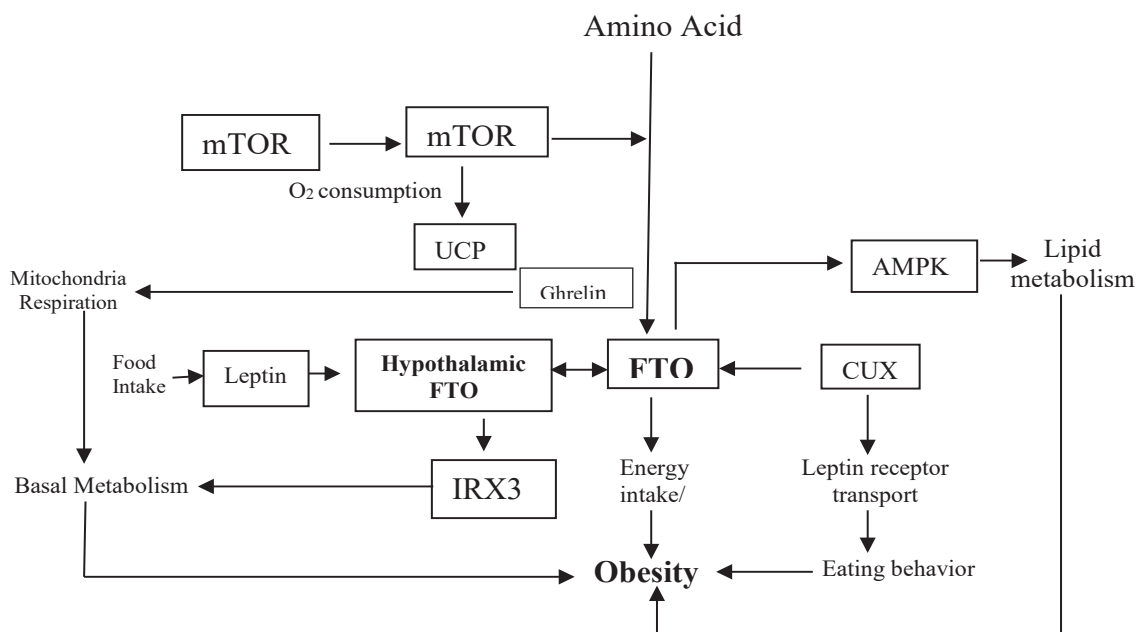 Amino Acid
mTOR
mTOR
O2 consumption
UCP
Ghrelin
AMPK
Lipid
metabolism
Mitochondria
Respiration
Food
Intake
Leptin
Hypothalamic
FTO
FTO
CUX
Basal Metabolism
IRX3
Energy
intake/
Leptin receptor
transport
Obesity
Eating behavior